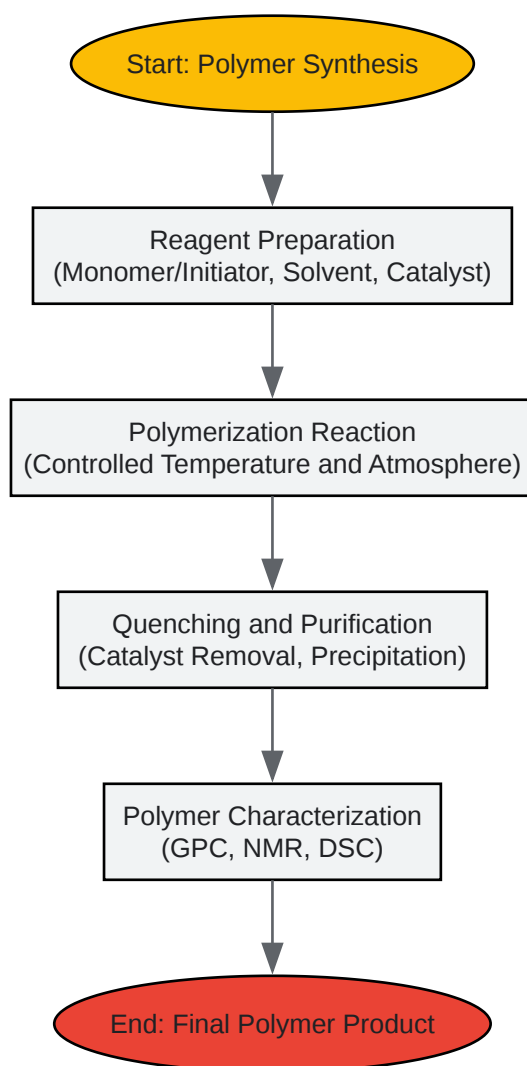 Start: Polymer Synthesis
Reagent Preparation
(Monomer/Initiator, Solvent, Catalyst)
Polymerization Reaction
(Controlled Temperature and Atmosphere)
Quenching and Purification
(Catalyst Removal, Precipitation)
Polymer Characterization
(GPC, NMR, DSC)
End: Final Polymer Product